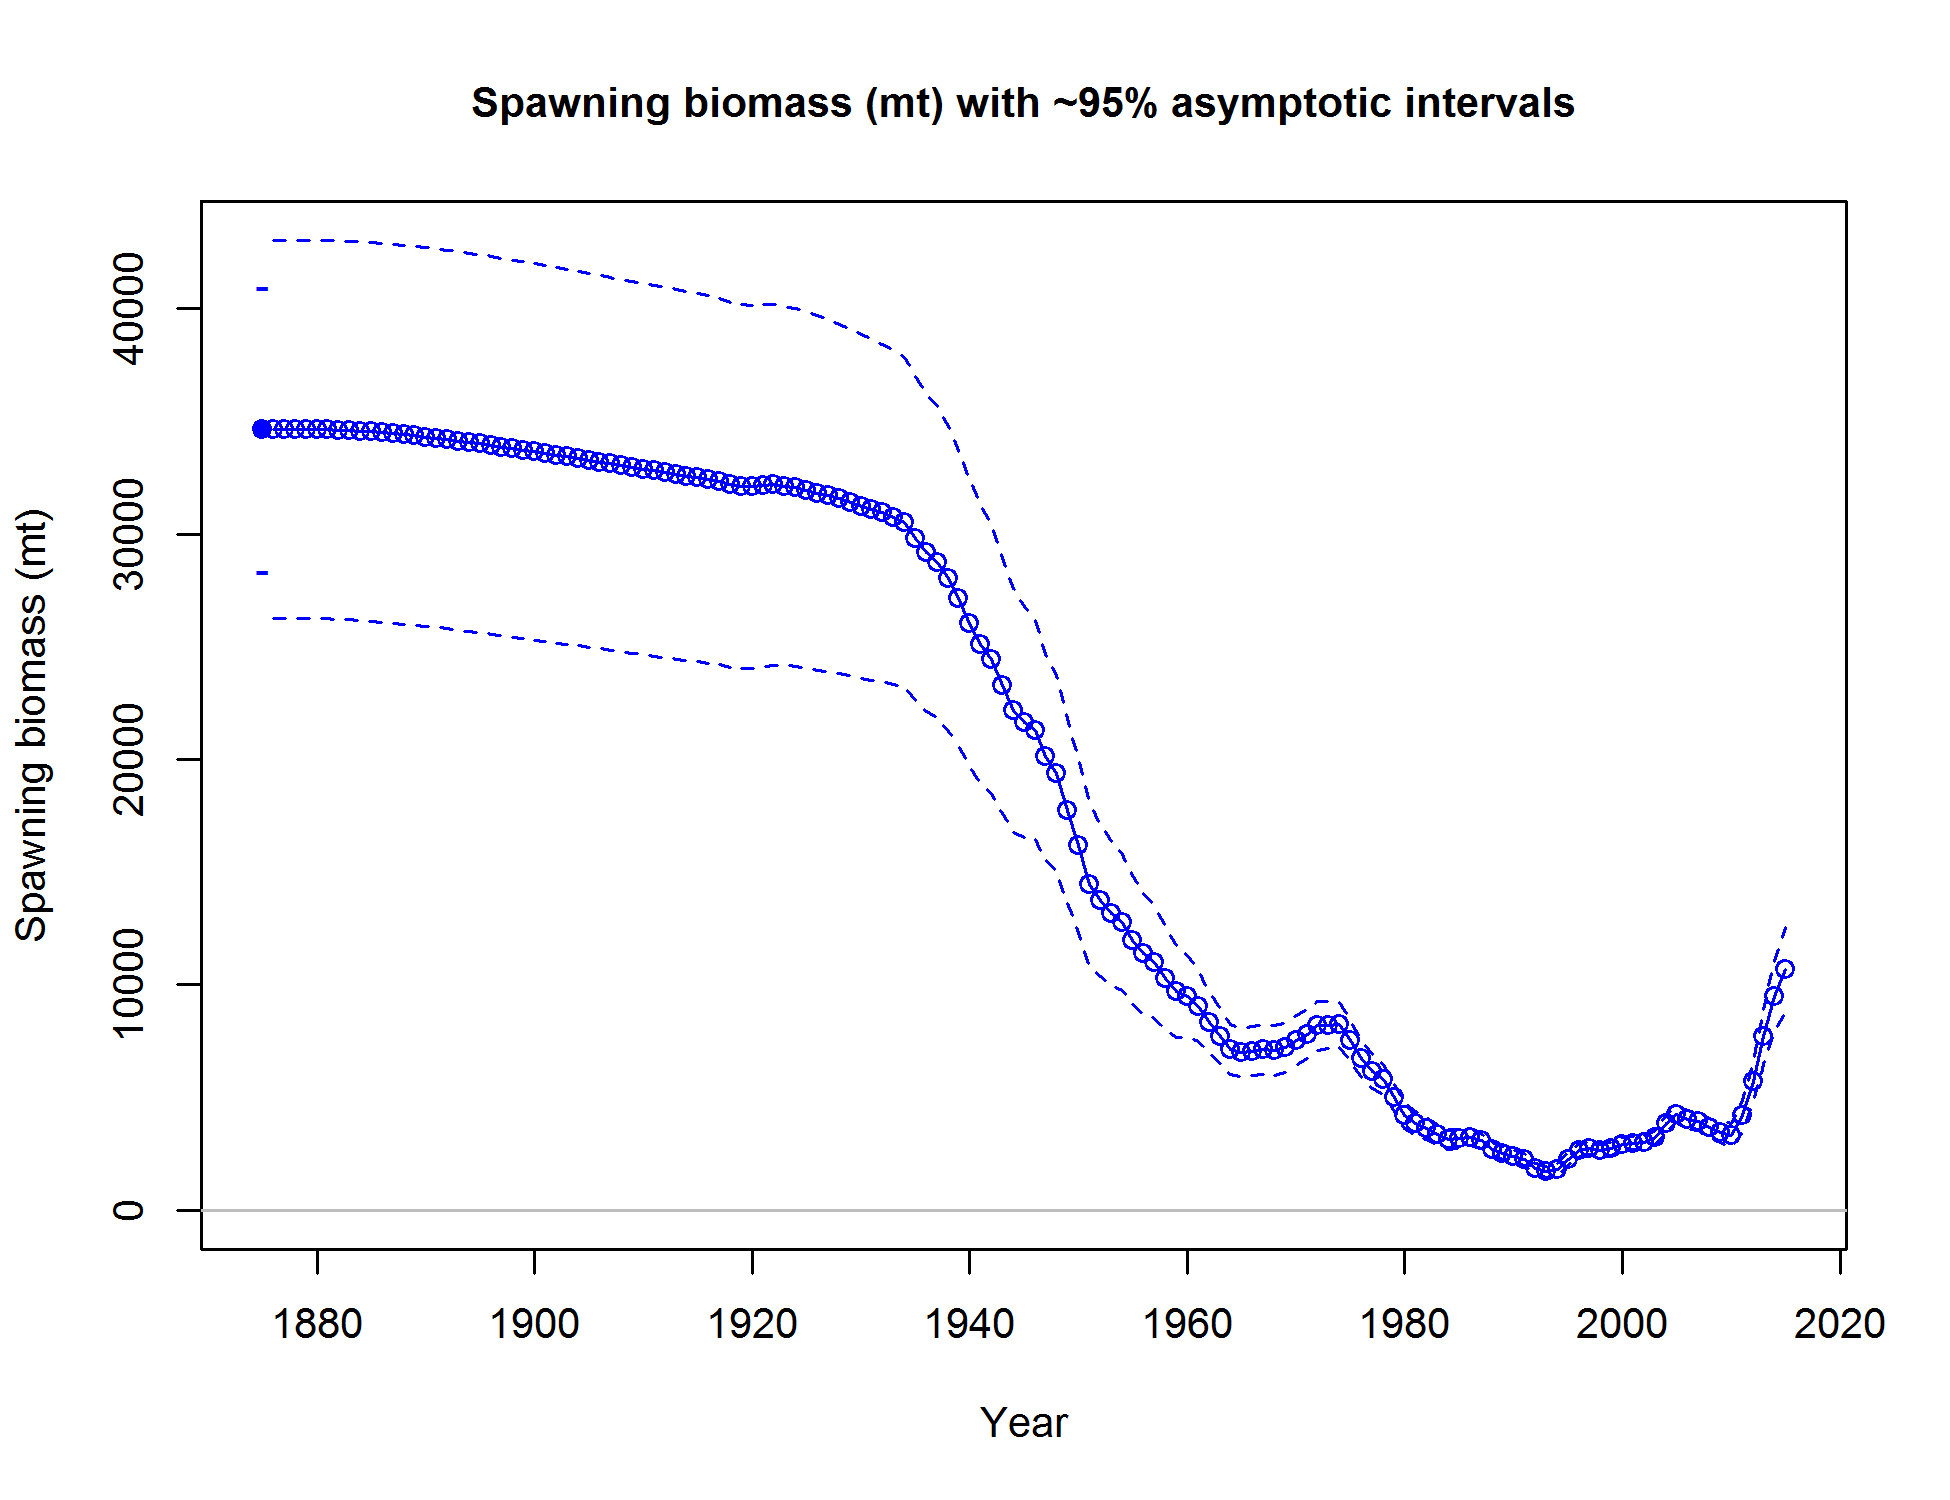 Spawning biomass (mt) with ~95% asymptotic intervals
Spawning biomass (mt)
40000
30000
20000
10000
0
1880 1900 1920 1940 1960 1980 2000 2020
Year